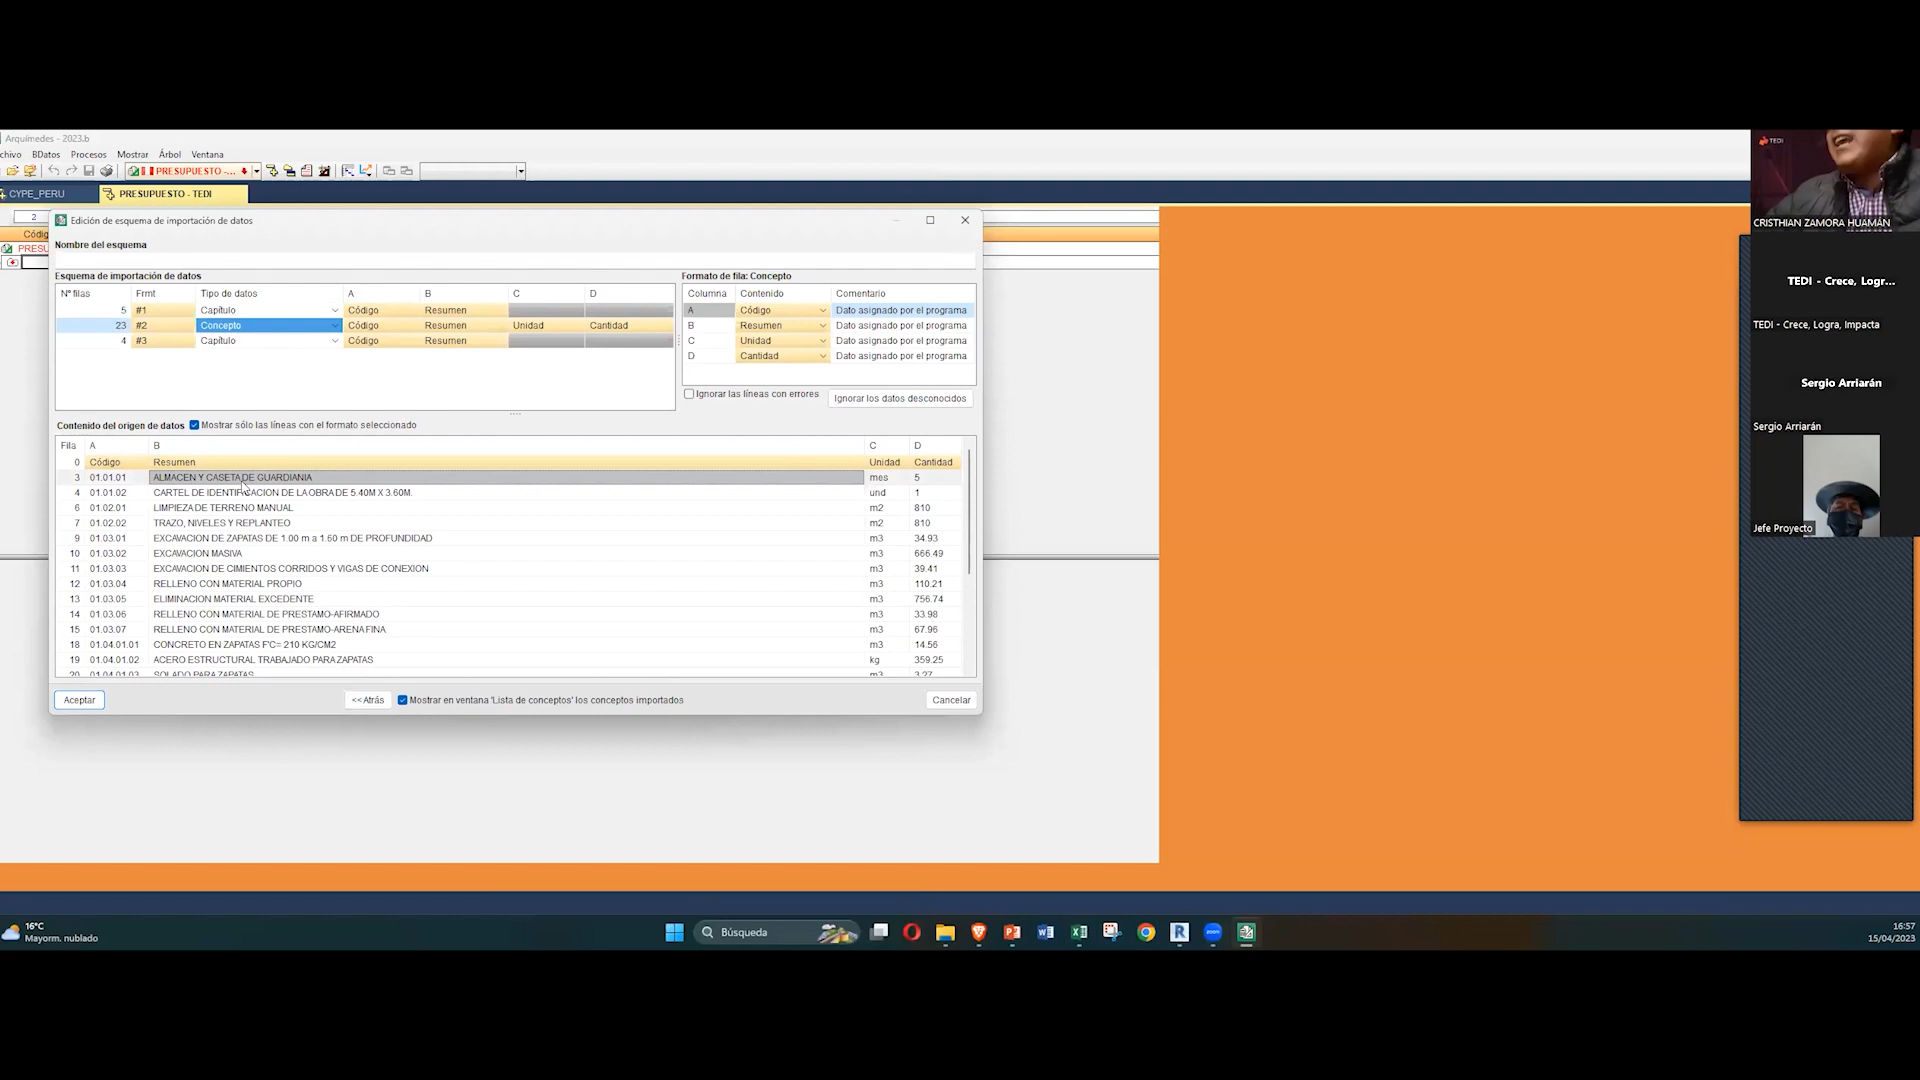 Arquímedes - 2023.b
chivo BDatos Procesos Mostrar Árbol Ventana
PRESUPUESTO -...
CYPE_PERU PRESUPUESTO - TEDI
2
Códig
PRESU
Edición de esquema de importación de datos
Nombre del esquema
Esquema de importación de datos
Nº filas Frmt Tipo de datos A B C D
5 #1 Capítulo Código Resumen
23 #2 Concepto Código Resumen Unidad Cantidad
4 #3 Capítulo Código Resumen
Formato de fila: Concepto
Columna Contenido Comentario
A Código Dato asignado por el programa
B Resumen Dato asignado por el programa
C Unidad Dato asignado por el programa
D Cantidad Dato asignado por el programa
Ignorar las líneas con errores Ignorar los datos desconocidos
Contenido del origen de datos Mostrar sólo las líneas con el formato seleccionado
Fila A B C D
0 Código Resumen Unidad Cantidad
3 01.01.01 ALMACEN Y CASETA DE GUARDIANIA mes 5
4 01.01.02 CARTEL DE IDENTIFICACION DE LA OBRA DE 5.40M X 3.60M. und 1
6 01.02.01 LIMPIEZA DE TERRENO MANUAL m2 810
7 01.02.02 TRAZO, NIVELES Y REPLANTEO m2 810
9 01.03.01 EXCAVACION DE ZAPATAS DE 1.00 m a 1.60 m DE PROFUNDIDAD m3 34.93
10 01.03.02 EXCAVACION MASIVA m3 666.49
11 01.03.03 EXCAVACION DE CIMIENTOS CORRIDOS Y VIGAS DE CONEXION m3 39.41
12 01.03.04 RELLENO CON MATERIAL PROPIO m3 110.21
13 01.03.05 ELIMINACION MATERIAL EXCEDENTE m3 756.74
14 01.03.06 RELLENO CON MATERIAL DE PRESTAMO-AFIRMADO m3 33.98
15 01.03.07 RELLENO CON MATERIAL DE PRESTAMO-ARENA FINA m3 67.96
18 01.04.01.01 CONCRETO EN ZAPATAS F'C= 210 KG/CM2 m3 14.56
19 01.04.01.02 ACERO ESTRUCTURAL TRABAJADO PARA ZAPATAS kg 359.25
20 01.04.01.03 SOLADO PARA ZAPATAS m3 3.27
Aceptar <<Atrás Mostrar en ventana 'Lista de conceptos' los conceptos importados Cancelar
TEDI
CRISTHIAN ZAMORA HUAMAN
TEDI - Crece, Logr...
TEDI - Crece, Logra, Impacta
Sergio Arriarán
Sergio Arriarán
Jefe Proyecto
16°C
Mayorm. nublado
Búsqueda
16:57
15/04/2023